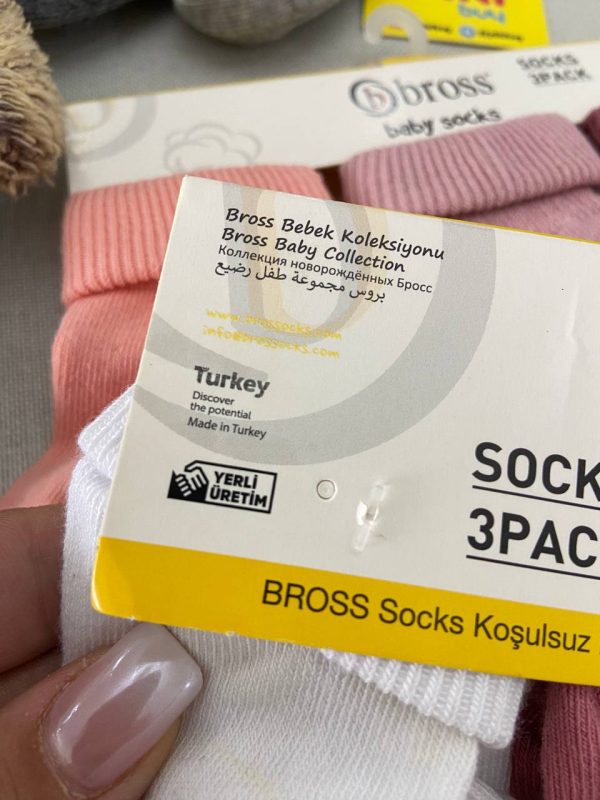 bross
baby socks
SOCKS
3PACK
Bross Bebek Koleksiyonu
Bross Baby Collection
Коллекция новорождённых Бросс
بروس مجموعة طفل رضيع
www.brossocks.com
info@brossocks.com
Turkey
Discover
the potential
Made in Turkey
YERLİ
ÜRETİM
SOCK
3PAC
BROSS Socks Koşulsuz